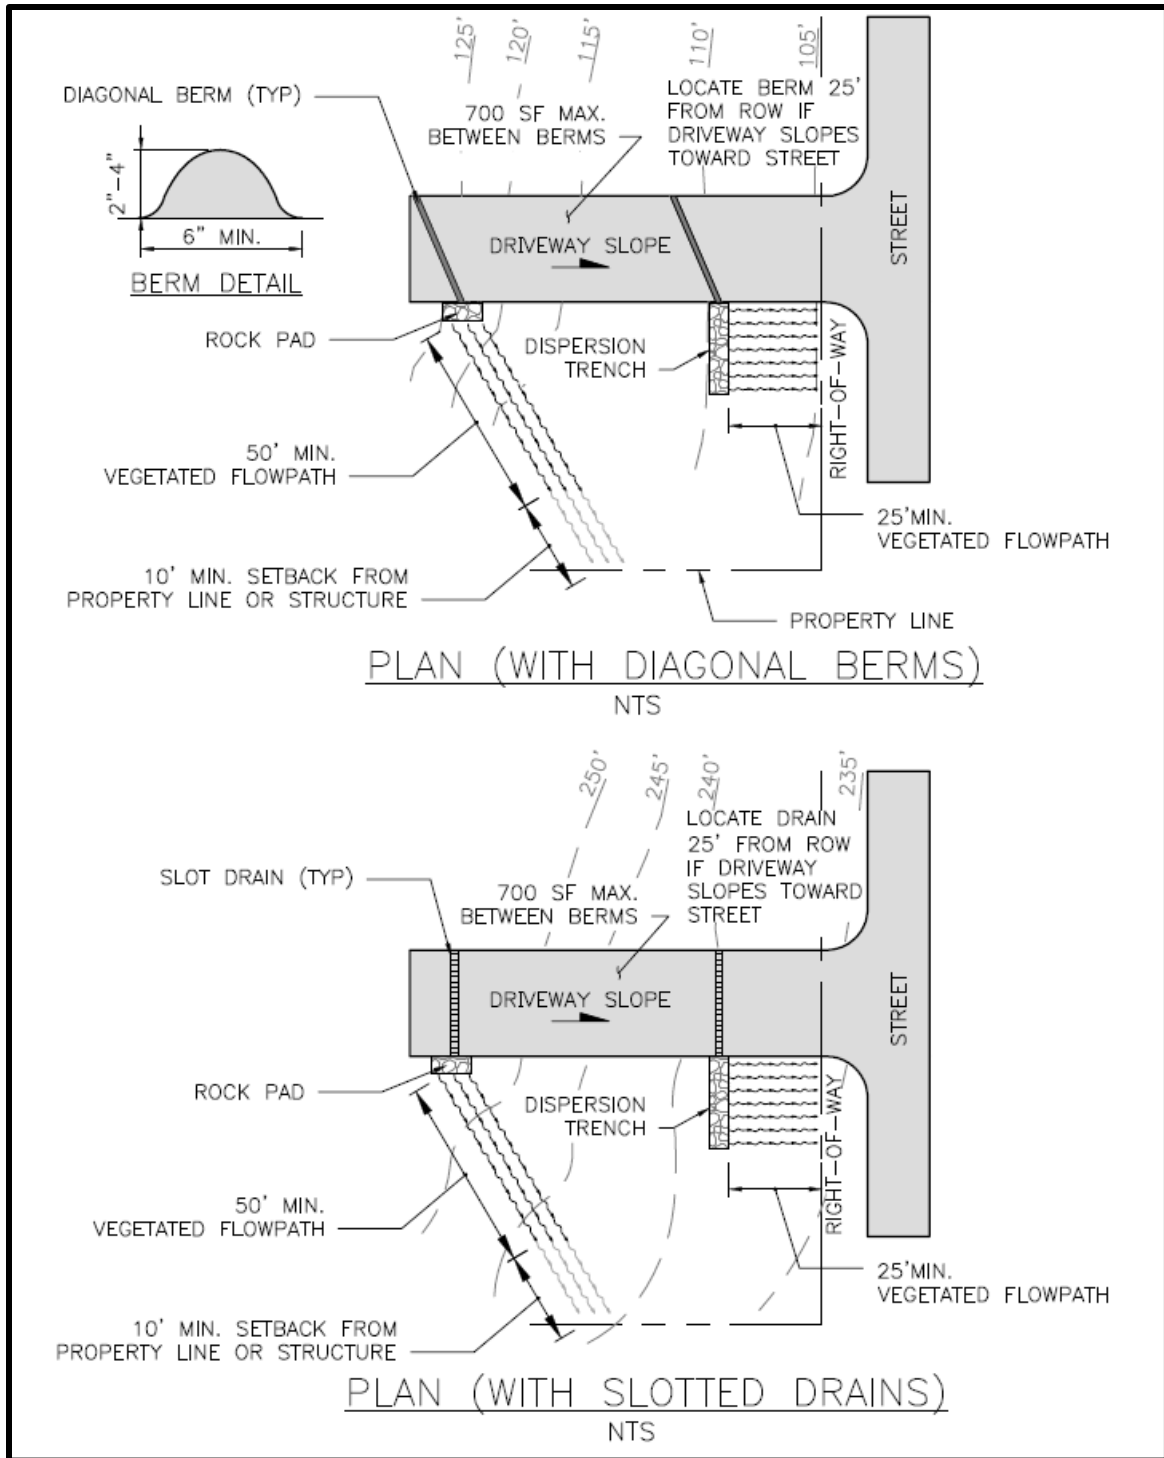 125'
120'
115'
110'
105'
DIAGONAL BERM (TYP)
700 SF MAX.
BETWEEN BERMS
LOCATE BERM 25'
FROM ROW IF
DRIVEWAY SLOPES
TOWARD STREET
2"-4"
6" MIN.
BERM DETAIL
DRIVEWAY SLOPE
STREET
ROCK PAD
DISPERSION
TRENCH
RIGHT-OF-WAY
50' MIN.
VEGETATED FLOWPATH
25'MIN.
VEGETATED FLOWPATH
10' MIN. SETBACK FROM
PROPERTY LINE OR STRUCTURE
PROPERTY LINE
PLAN (WITH DIAGONAL BERMS)
NTS
250'
245'
240'
235'
LOCATE DRAIN
25' FROM ROW
IF DRIVEWAY
SLOPES TOWARD
STREET
SLOT DRAIN (TYP)
700 SF MAX.
BETWEEN BERMS
DRIVEWAY SLOPE
STREET
ROCK PAD
DISPERSION
TRENCH
RIGHT-OF-WAY
50' MIN.
VEGETATED FLOWPATH
25'MIN.
VEGETATED FLOWPATH
10' MIN. SETBACK FROM
PROPERTY LINE OR STRUCTURE
PLAN (WITH SLOTTED DRAINS)
NTS